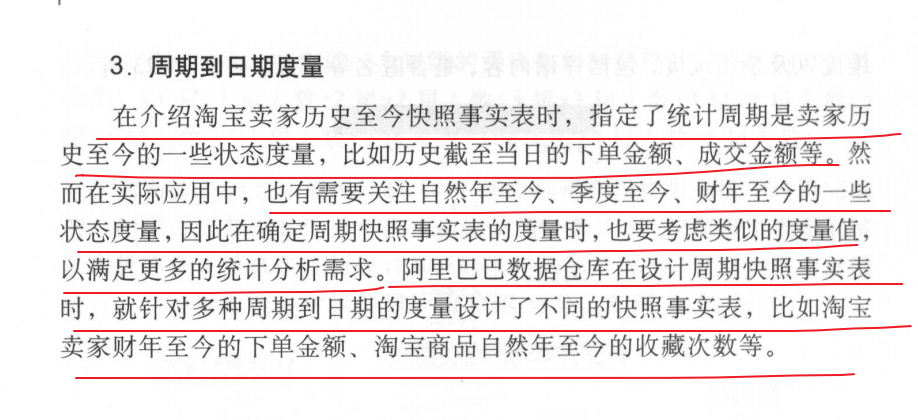 3. 周期到日期度量
在介绍淘宝卖家历史至今快照事实表时，指定了统计周期是卖家历
史至今的一些状态度量，比如历史截至当日的下单金额、成交金额等。然
而在实际应用中，也有需要关注自然年至今、季度至今、财年至今的一些
状态度量，因此在确定周期快照事实表的度量时，也要考虑类似的度量值，
以满足更多的统计分析需求。阿里巴巴数据仓库在设计周期快照事实表
时，就针对多种周期到日期的度量设计了不同的快照事实表，比如淘宝
卖家财年至今的下单金额、淘宝商品自然年至今的收藏次数等。